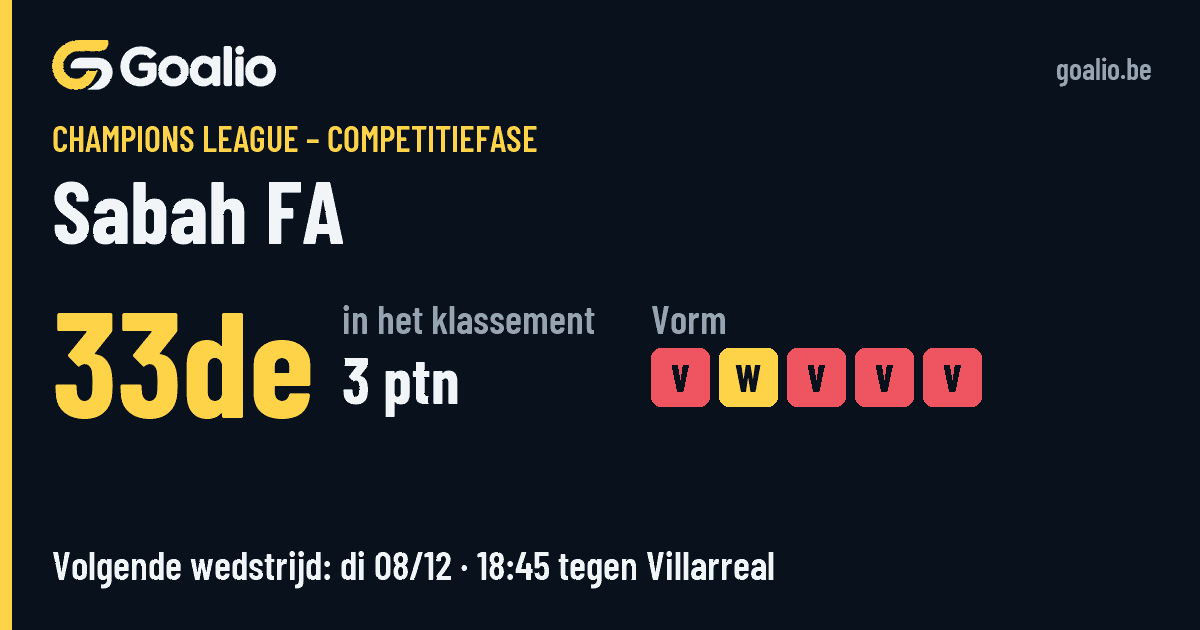 Goalio
goalio.be
CHAMPIONS LEAGUE – COMPETITIEFASE
Sabah FA
33de
in het klassement
3 ptn
Vorm
V W V V V
Volgende wedstrijd: di 08/12 · 18:45 tegen Villarreal